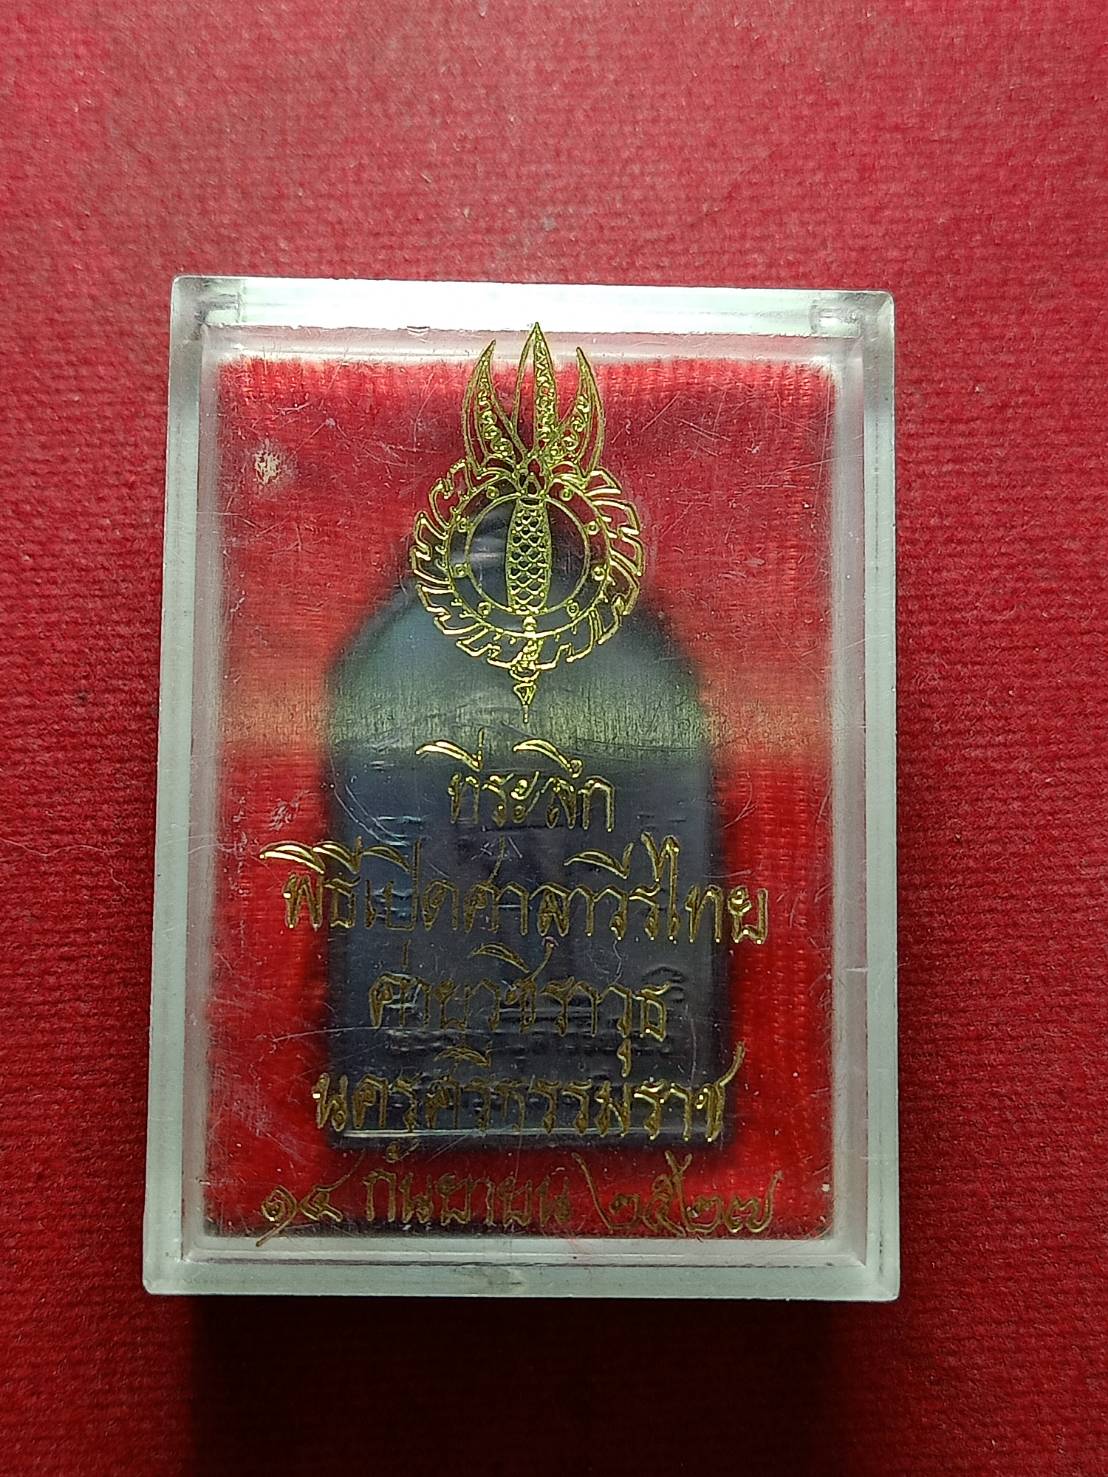 ที่ระลึก
พิธีเปิดศาลาวีรไทย
ค่ายวชิราวุธ
นครศรีธรรมราช
๑๔ กันยายน ๒๕๒๗